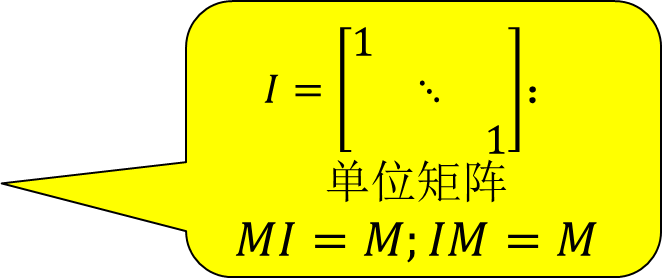 I = [1 ⋱ 1]:
单位矩阵
MI = M; IM = M